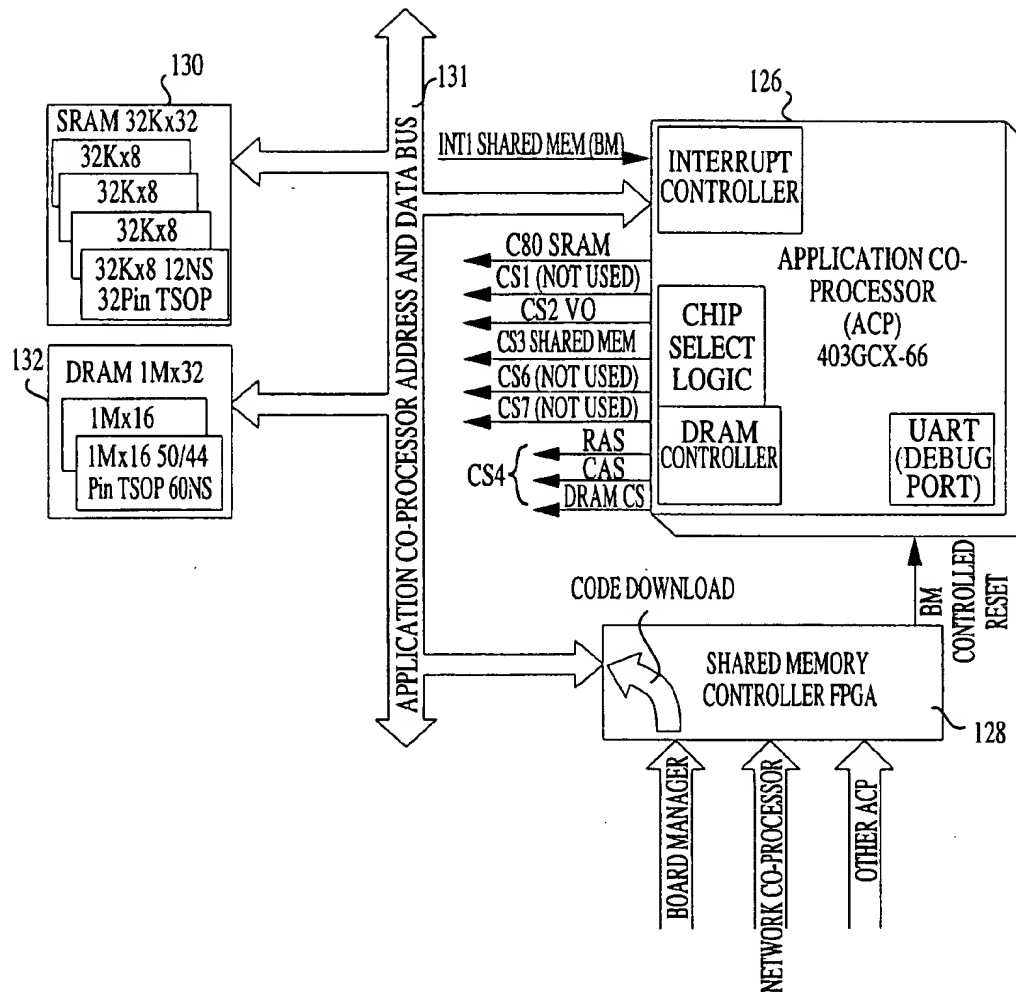 130
SRAM 32Kx32
32Kx8
32Kx8
32Kx8
32Kx8 12NS
32Pin TSOP
132
DRAM 1Mx32
1Mx16
1Mx16 50/44
Pin TSOP 60NS
131
APPLICATION CO-PROCESSOR ADDRESS AND DATA BUS
INT1 SHARED MEM (BM)
C80 SRAM
CS1 (NOT USED)
CS2 VO
CS3 SHARED MEM
CS6 (NOT USED)
CS7 (NOT USED)
CS4
RAS
CAS
DRAM CS
126
INTERRUPT
CONTROLLER
APPLICATION CO-
PROCESSOR
(ACP)
403GCX-66
CHIP
SELECT
LOGIC
DRAM
CONTROLLER
UART
(DEBUG
PORT)
BM
CONTROLLED
RESET
CODE DOWNLOAD
SHARED MEMORY
CONTROLLER FPGA
128
BOARD MANAGER
NETWORK CO-PROCESSOR
OTHER ACP